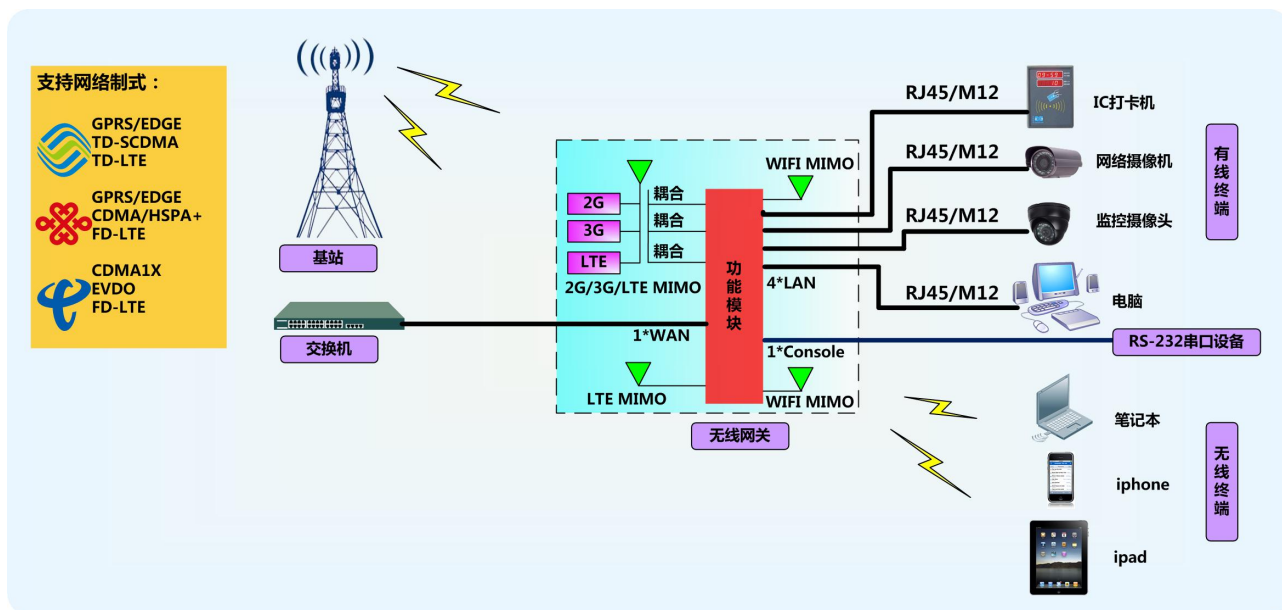 支持网络制式：
GPRS/EDGE
TD-SCDMA
TD-LTE
GPRS/EDGE
CDMA/HSPA+
FD-LTE
CDMA1X
EVDO
FD-LTE
基站
交换机
2G
3G
LTE
耦合
耦合
耦合
2G/3G/LTE MIMO
1*WAN
LTE MIMO
功能模块
WIFI MIMO
4*LAN
1*Console
WIFI MIMO
无线网关
RJ45/M12
IC打卡机
RJ45/M12
网络摄像机
RJ45/M12
监控摄像头
RJ45/M12
电脑
RS-232串口设备
有线终端
笔记本
iphone
ipad
无线终端